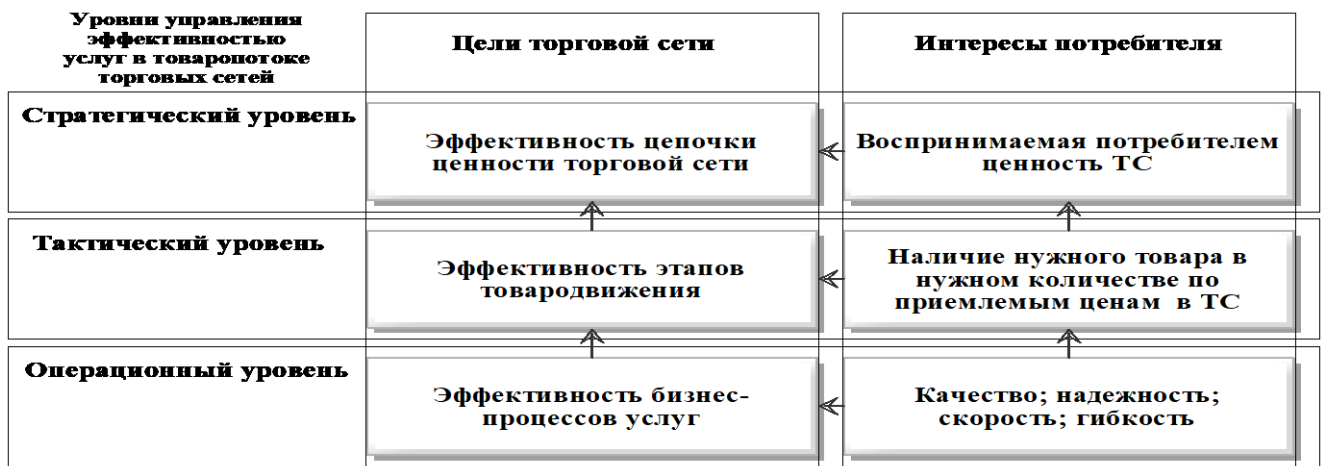 Уровни управления
эффективностью
услуг в товаропотоке
торговых сетей
Цели торговой сети
Интересы потребителя
Стратегический уровень
Эффективность цепочки
ценности торговой сети
Воспринимаемая потребителем
ценность ТС
Тактический уровень
Эффективность этапов
товародвижения
Наличие нужного товара в
нужном количестве по
приемлемым ценам в ТС
Операционный уровень
Эффективность бизнес-
процессов услуг
Качество; надежность;
скорость; гибкость